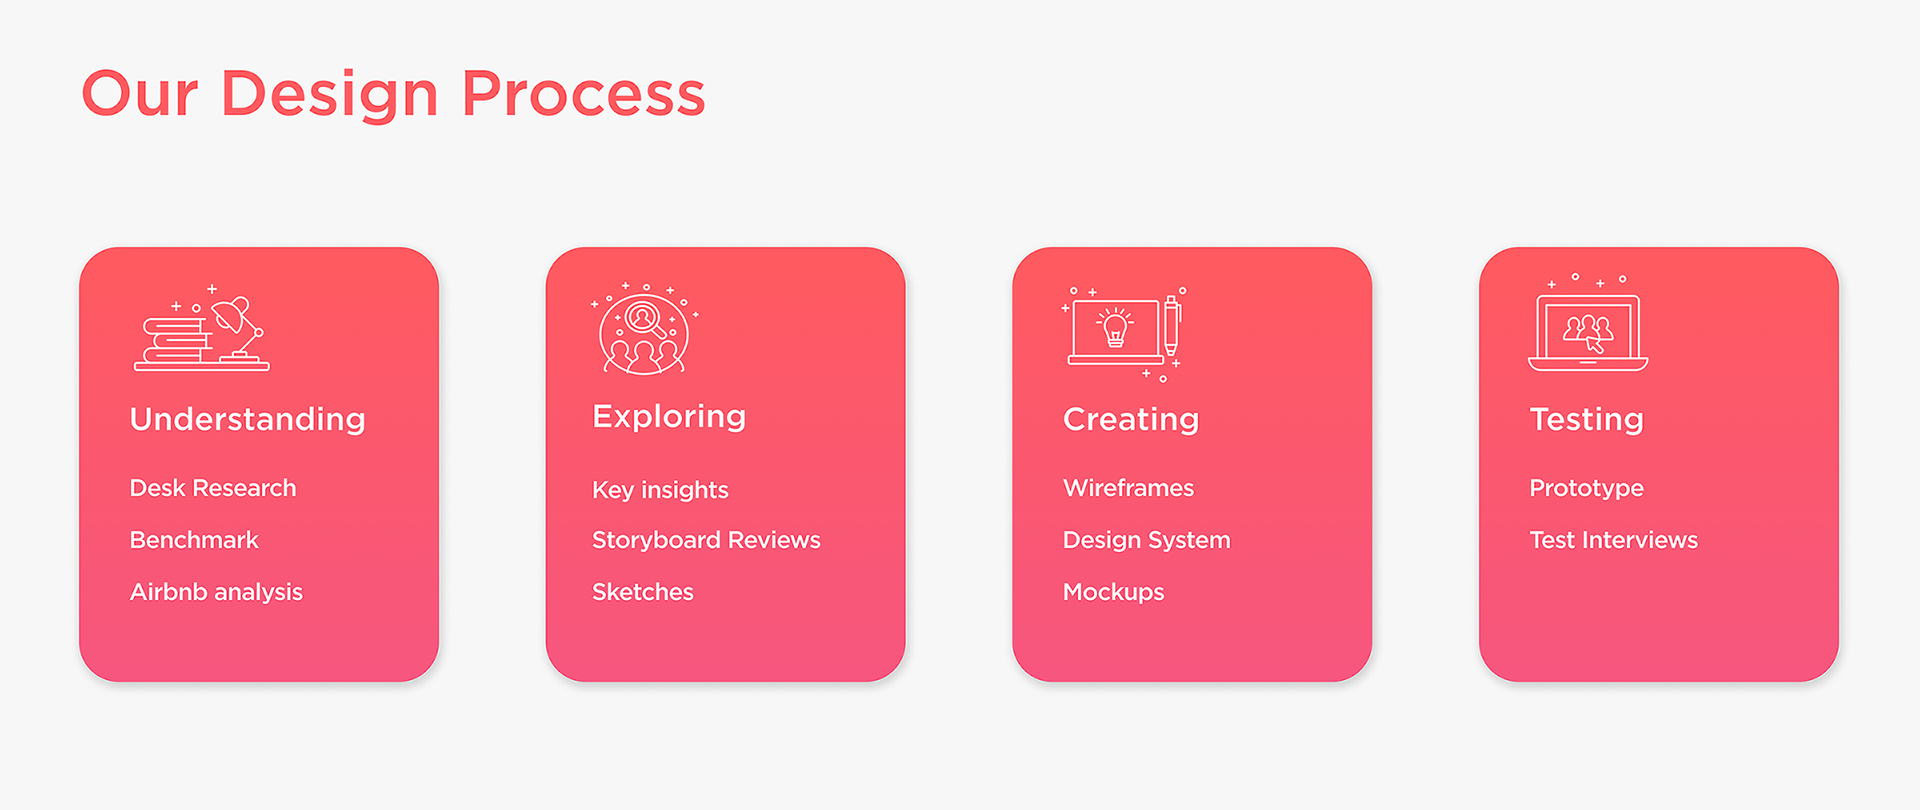 Our Design Process
Understanding
Desk Research
Benchmark
Airbnb analysis
Exploring
Key insights
Storyboard Reviews
Sketches
Creating
Wireframes
Design System
Mockups
Testing
Prototype
Test Interviews